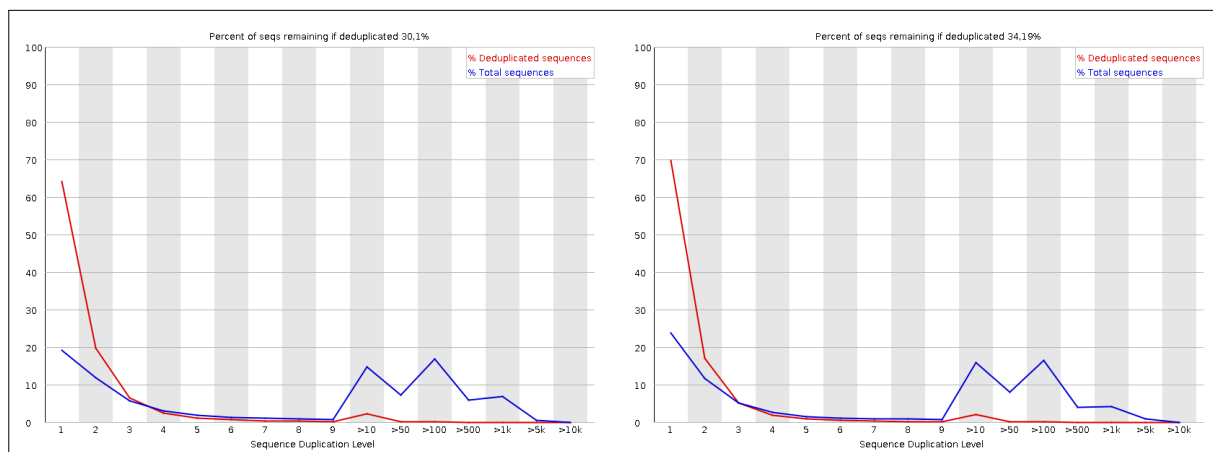 Percent of seqs remaining if deduplicated 30,1%
% Deduplicated sequences
% Total sequences
100
90
80
70
60
50
40
30
20
10
0
1 2 3 4 5 6 7 8 9 >10 >50 >100 >500 >1k >5k >10k
Sequence Duplication Level
Percent of seqs remaining if deduplicated 34,19%
% Deduplicated sequences
% Total sequences
100
90
80
70
60
50
40
30
20
10
0
1 2 3 4 5 6 7 8 9 >10 >50 >100 >500 >1k >5k >10k
Sequence Duplication Level